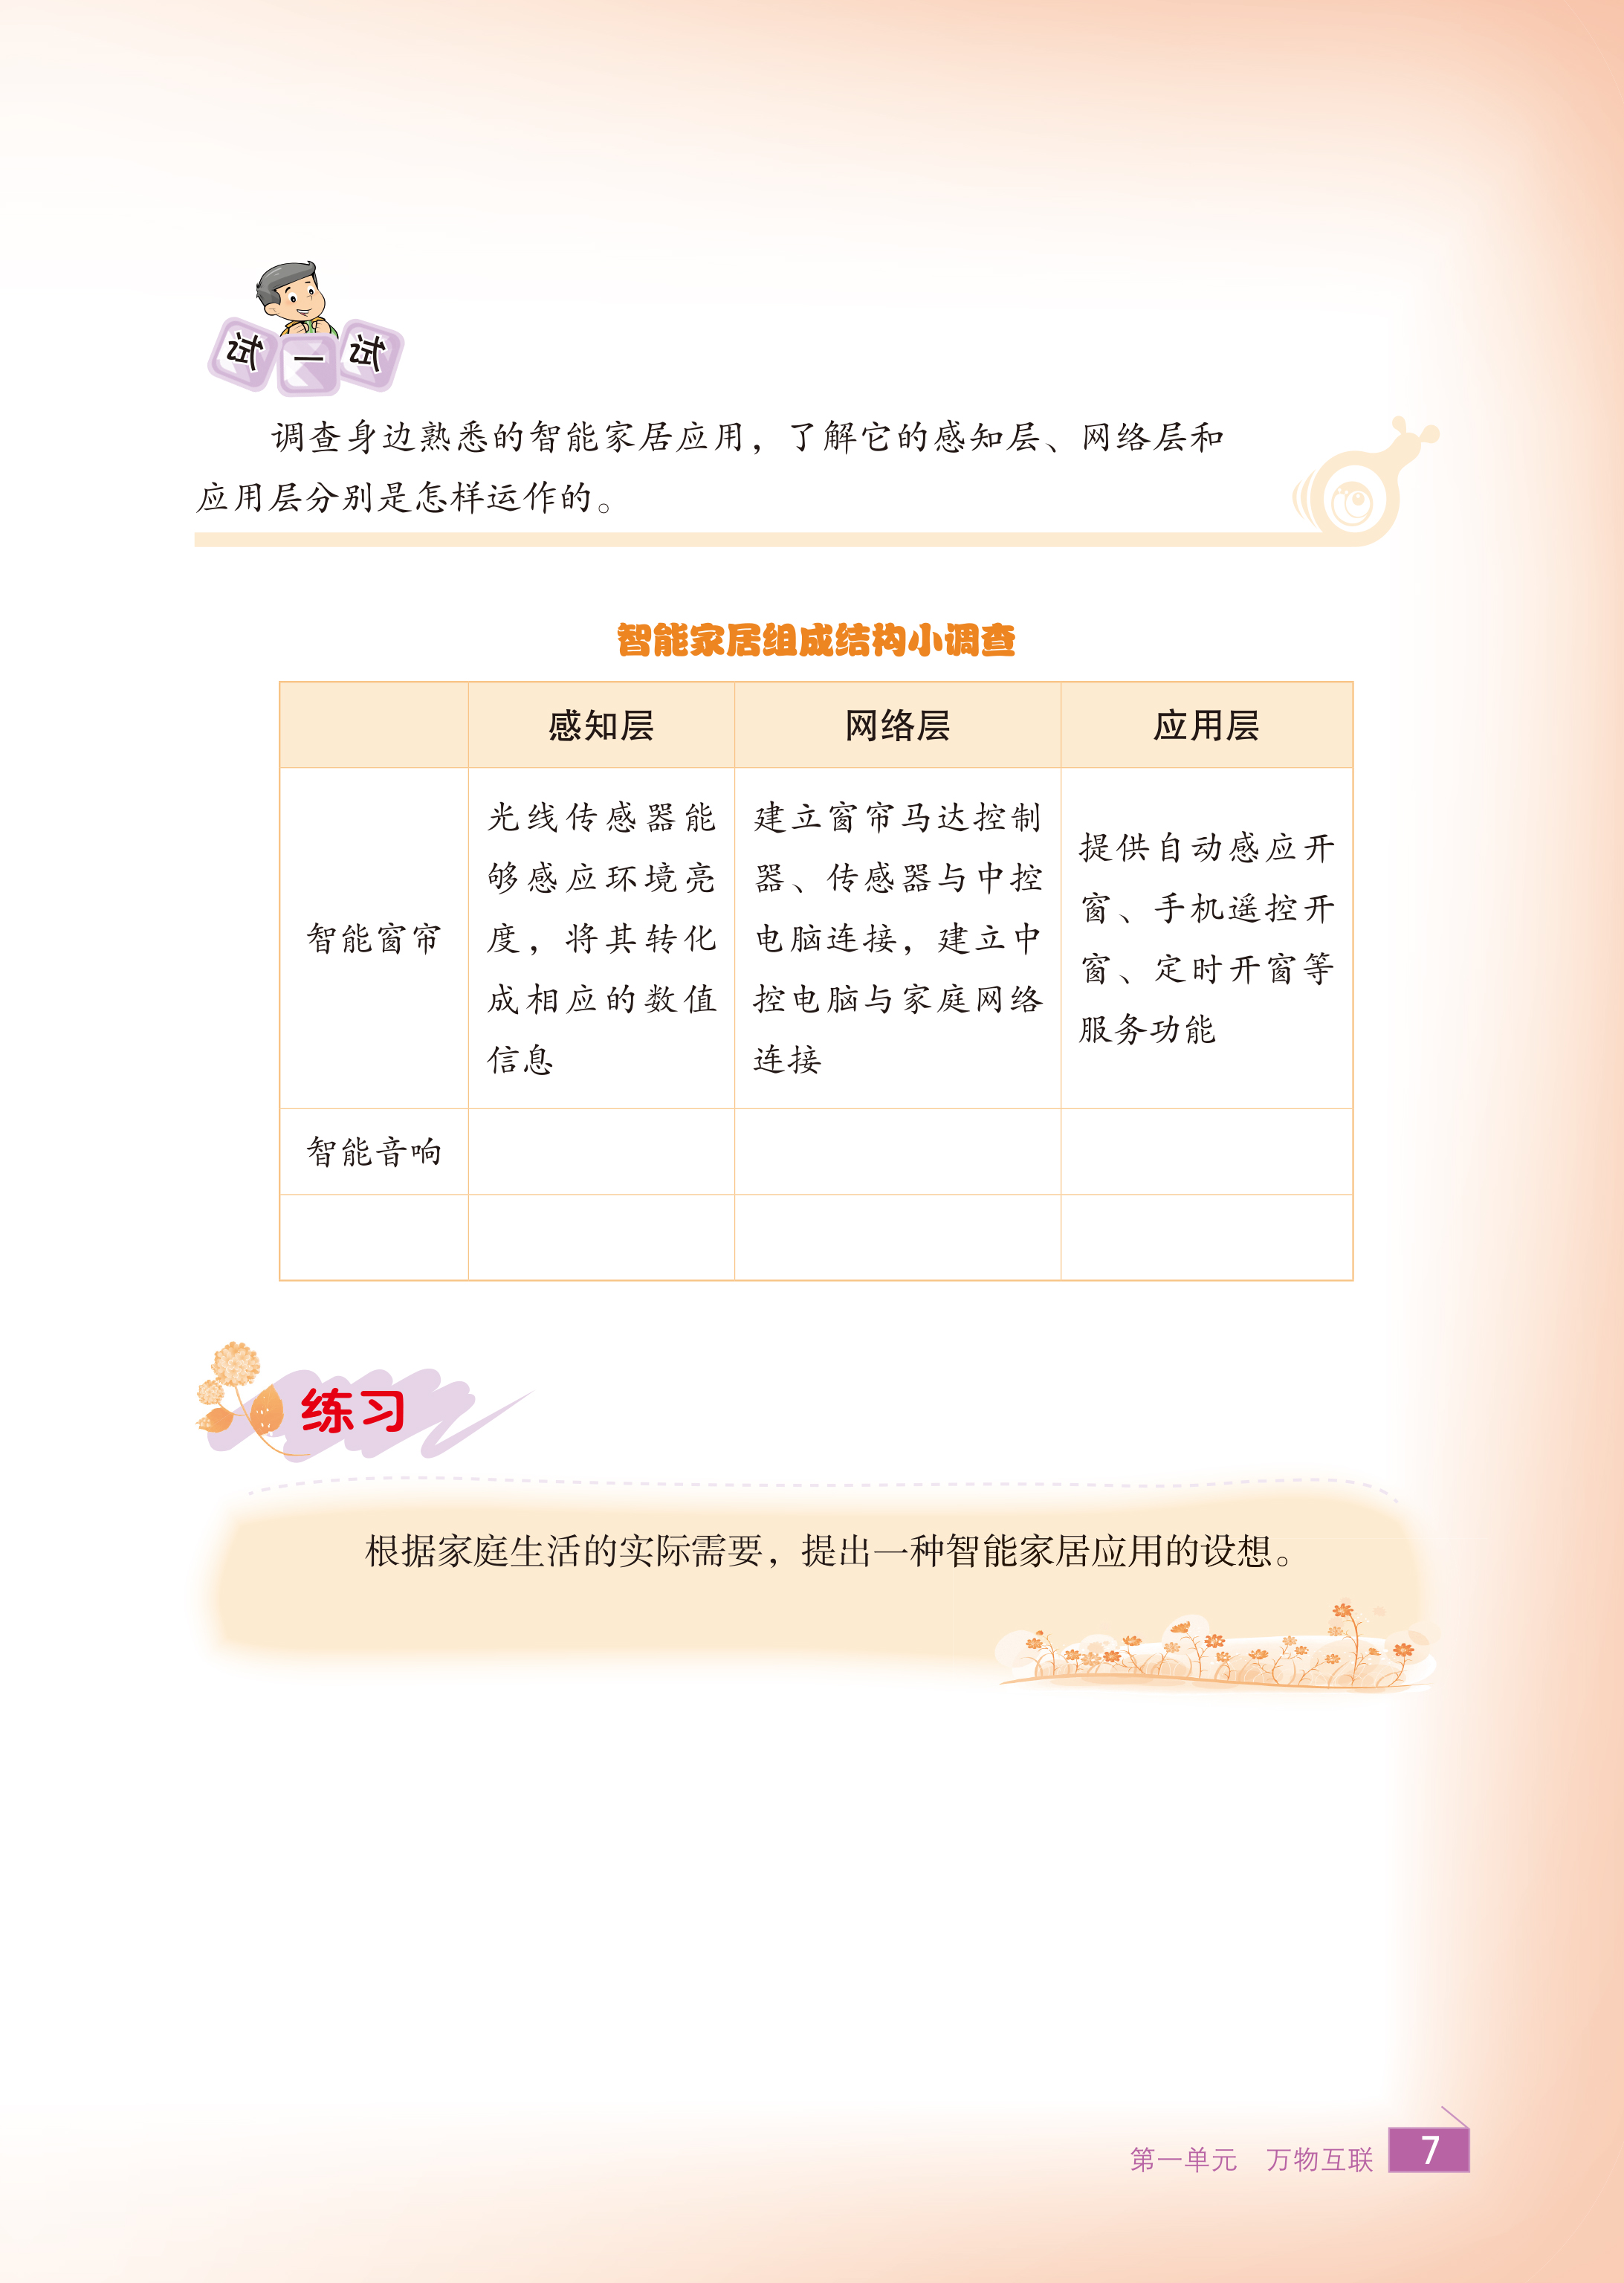 试一试
调查身边熟悉的智能家居应用，了解它的感知层、网络层和
应用层分别是怎样运作的。
智能家居组成结构小调查
感知层 网络层 应用层
智能窗帘
光线传感器能
够感应环境亮
度，将其转化
成相应的数值
信息
建立窗帘马达控制
器、传感器与中控
电脑连接，建立中
控电脑与家庭网络
连接
提供自动感应开
窗、手机遥控开
窗、定时开窗等
服务功能
智能音响
练习
根据家庭生活的实际需要，提出一种智能家居应用的设想。
第一单元 万物互联 7